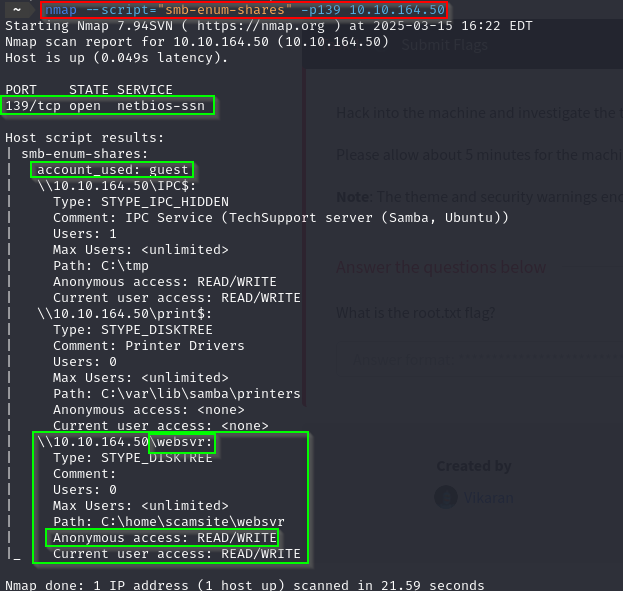 ~ nmap --script="smb-enum-shares" -p139 10.10.164.50
Starting Nmap 7.94SVN ( https://nmap.org ) at 2025-03-15 16:22 EDT
Submit Flags
Nmap scan report for 10.10.164.50 (10.10.164.50)
Host is up (0.049s latency).
PORT    STATE SERVICE
139/tcp open  netbios-ssn
Hack into the machine and investigate the
Host script results:
| smb-enum-shares:
Please allow about 5 minutes for the machin
|   account_used: guest
|   \\10.10.164.50\IPC$:
Note: The theme and security warnings en
|     Type: STYPE_IPC_HIDDEN
|     Comment: IPC Service (TechSupport server (Samba, Ubuntu))
|     Users: 1
|     Max Users: <unlimited>
|     Path: C:\tmp
Answer the questions below
|     Anonymous access: READ/WRITE
|     Current user access: READ/WRITE
|   \\10.10.164.50\print$:
What is the root.txt flag?
|     Type: STYPE_DISKTREE
|     Comment: Printer Drivers
|     Users: 0
|     Max Users: <unlimited>
|     Path: C:\var\lib\samba\printers
|     Anonymous access: <none>
|     Current user access: <none>
|   \\10.10.164.50\websvr:
|     Type: STYPE_DISKTREE
|     Comment:
Created by
|     Users: 0
|     Max Users: <unlimited>
Vikaran
|     Path: C:\home\scamsite\websvr
|     Anonymous access: READ/WRITE
|_    Current user access: READ/WRITE
Nmap done: 1 IP address (1 host up) scanned in 21.59 seconds